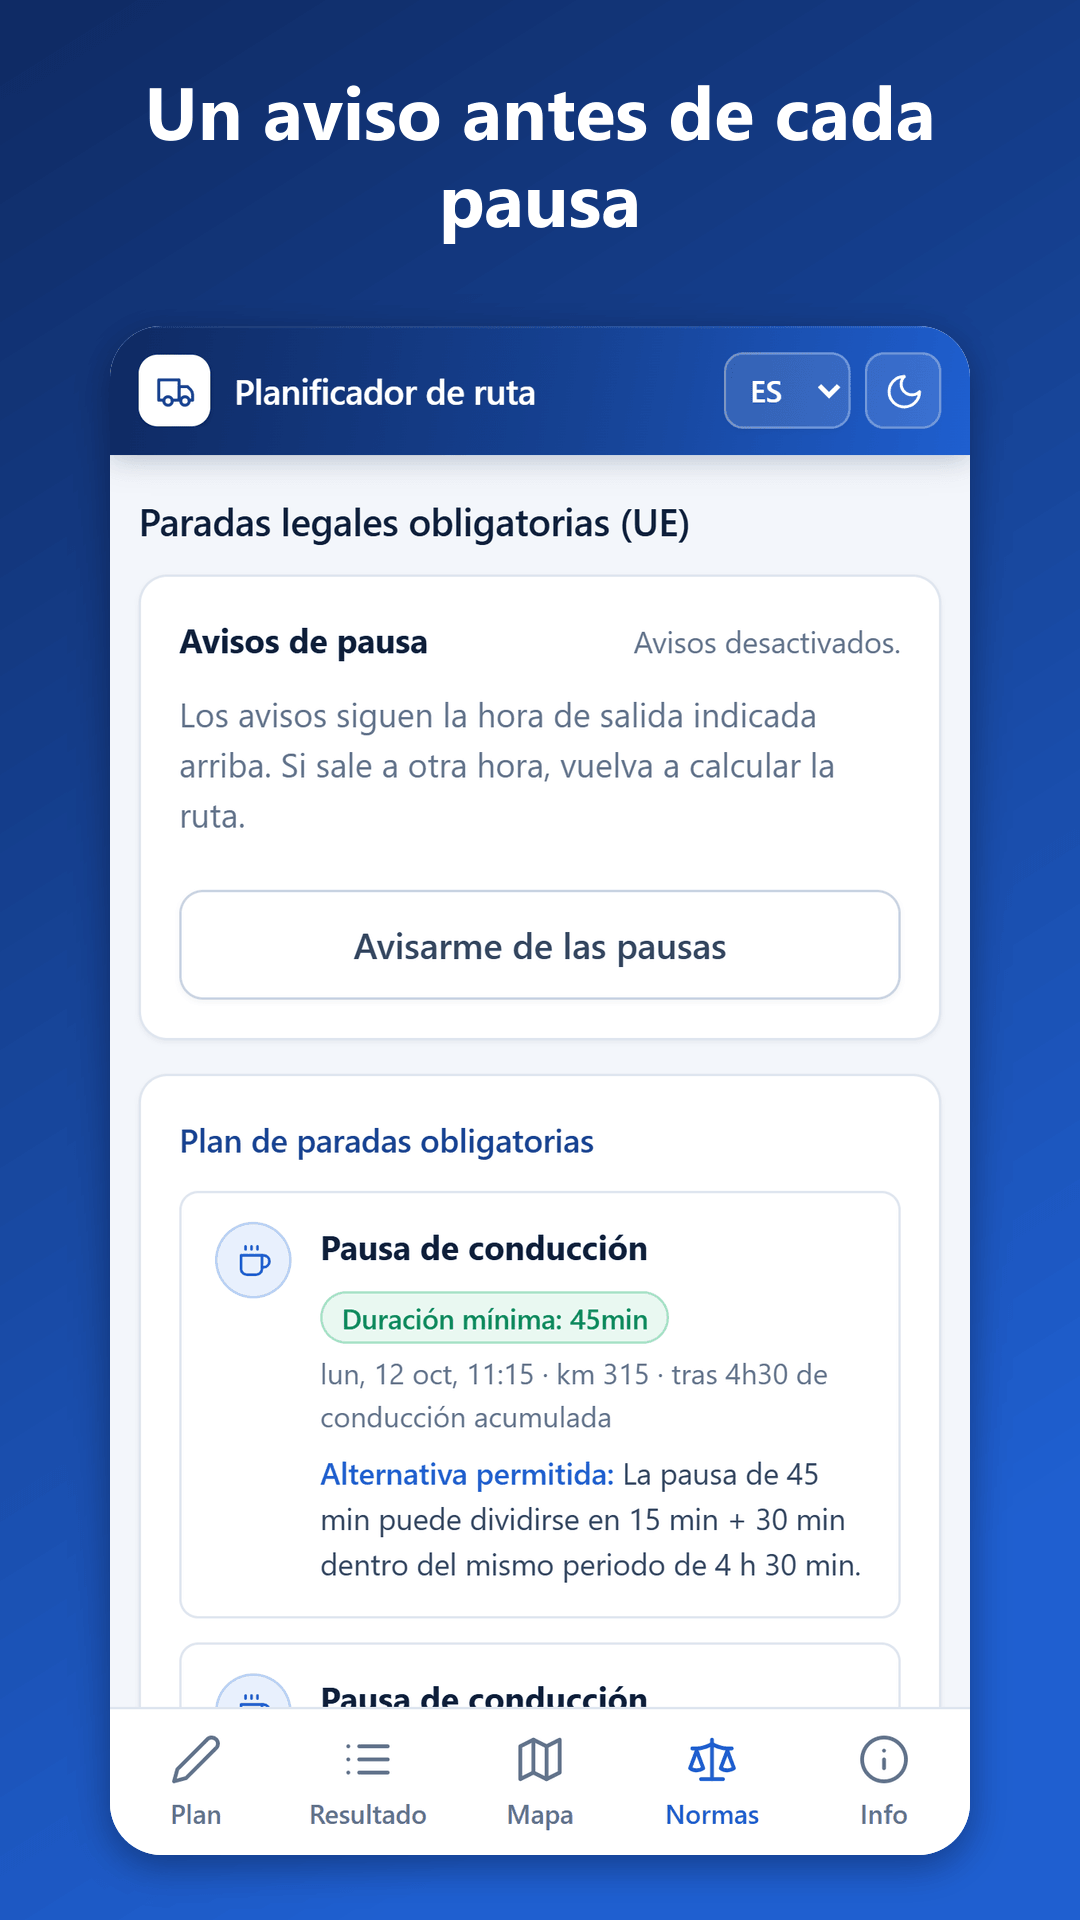 Un aviso antes de cada
pausa
Planificador de ruta
ES
Paradas legales obligatorias (UE)
Avisos de pausa
Avisos desactivados.
Los avisos siguen la hora de salida indicada
arriba. Si sale a otra hora, vuelva a calcular la
ruta.
Avisarme de las pausas
Plan de paradas obligatorias
Pausa de conducción
Duración mínima: 45min
lun, 12 oct, 11:15 · km 315 · tras 4h30 de
conducción acumulada
Alternativa permitida: La pausa de 45
min puede dividirse en 15 min + 30 min
dentro del mismo periodo de 4 h 30 min.
Pausa de conducción
Plan
Resultado
Mapa
Normas
Info